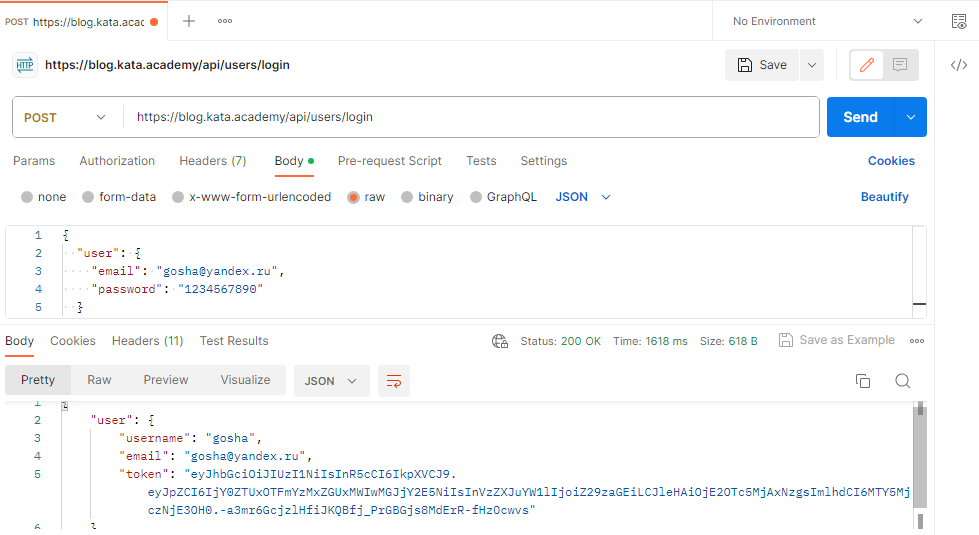 POST https://blog.kata.acac
No Environment
HTTP https://blog.kata.academy/api/users/login
Save
POST https://blog.kata.academy/api/users/login
Send
Params Authorization Headers (7) Body Pre-request Script Tests Settings Cookies
none form-data x-www-form-urlencoded raw binary GraphQL JSON Beautify
1 {
2 "user": {
3 "email": "gosha@yandex.ru",
4 "password": "1234567890"
5 }
Body Cookies Headers (11) Test Results Status: 200 OK Time: 1618 ms Size: 618 B Save as Example
Pretty Raw Preview Visualize JSON
1 {
2 "user": {
3 "username": "gosha",
4 "email": "gosha@yandex.ru",
5 "token": "eyJhbGciOiJIUzI1NiIsInR5cCI6IkpXVCJ9.
eyJpZCI6IjY0ZTUxOTFmYzMxZGUxMWIwMGJjY2E5NiIsInVzZXJuYW1lIjoiZ29zaGEiLCJleHAiOjE2OTc5MjAxNzgsImlhdCI6MTY5Mj
czNjE3OH0.-a3mr6GcjzlHfiJKQBfj_PrGBGjs8MdErR-fHzOcwvs"
6 }